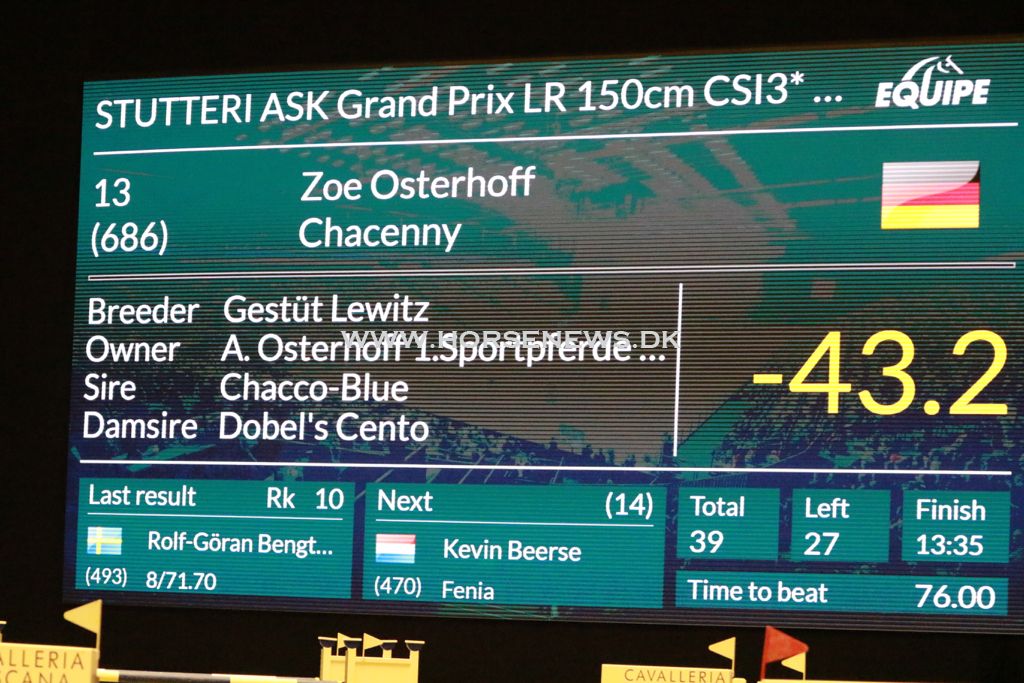 STUTTERI ASK Grand Prix LR 150cm CSI3* ...
EQUIPE
13
Zoe Osterhoff
(686)
Chacenny
Breeder Gestüt Lewitz
Owner A. Osterhoff 1.Sportpferde ...
WWW.HORSENEWS.DK
Sire Chacco-Blue
Damsire Dobel's Cento
-43.2
Last result Rk 10
Rolf-Göran Bengt...
(493) 8/71.70
Next (14)
Kevin Beerse
(470) Fenia
Total
39
Left
27
Finish
13:35
Time to beat 76.00
ALLERIA
SCANA
CAVALLERIA